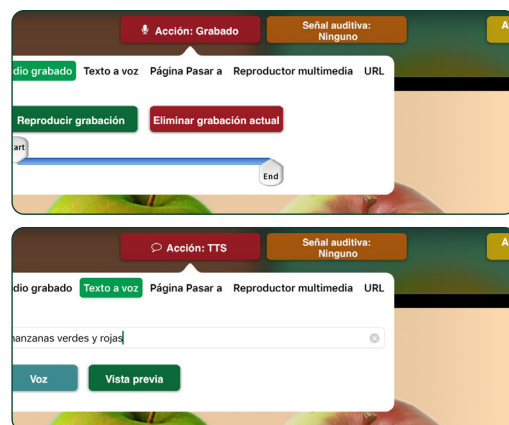 Acción: Grabado
Señal auditiva:
Ninguno
A
dio grabado Texto a voz Página Pasar a Reproductor multimedia URL
Reproducir grabación Eliminar grabación actual
art
End
Acción: TTS
Señal auditiva:
Ninguno
A
dio grabado Texto a voz Página Pasar a Reproductor multimedia URL
manzanas verdes y rojas
Voz Vista previa